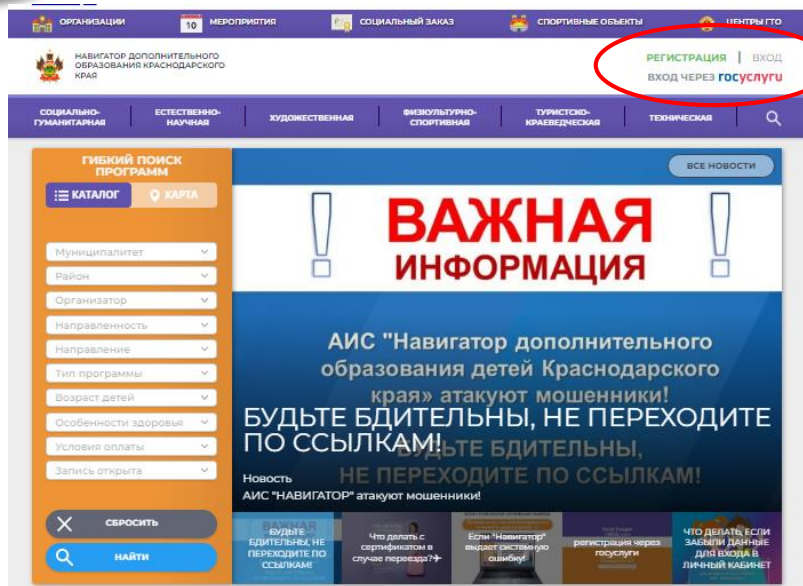 ОРГАНИЗАЦИИ
10 МЕРОПРИЯТИЯ
СОЦИАЛЬНЫЙ ЗАКАЗ
СПОРТИВНЫЕ ОБЪЕКТЫ
ЦЕНТРЫ ГТО
НАВИГАТОР ДОПОЛНИТЕЛЬНОГО
ОБРАЗОВАНИЯ КРАСНОДАРСКОГО
КРАЯ
РЕГИСТРАЦИЯ | ВХОД
ВХОД ЧЕРЕЗ госуслуги
СОЦИАЛЬНО-
ГУМАНИТАРНАЯ
ЕСТЕСТВЕННО-
НАУЧНАЯ
ХУДОЖЕСТВЕННАЯ
ФИЗКУЛЬТУРНО-
СПОРТИВНАЯ
ТУРИСТСКО-
КРАЕВЕДЧЕСКАЯ
ТЕХНИЧЕСКАЯ
ГИБКИЙ ПОИСК
ПРОГРАММ
КАТАЛОГ
КАРТА
Муниципалитет
Район
Организатор
Направленность
Направление
Тип программы
Возраст детей
Особенности здоровья
Условия оплаты
Запись открыта
СБРОСИТЬ
НАЙТИ
ВСЕ НОВОСТИ
! ВАЖНАЯ !
ИНФОРМАЦИЯ
АИС "Навигатор дополнительного
образования детей Краснодарского
края» атакуют мошенники!
БУДЬТЕ БДИТЕЛЬНЫ, НЕ ПЕРЕХОДИТЕ
ПО ССЫЛКАМ!
БУДЬТЕ БДИТЕЛЬНЫ,
НЕ ПЕРЕХОДИТЕ ПО ССЫЛКАМ!
Новость
АИС "НАВИГАТОР" атакуют мошенники!
БУДЬТЕ
БДИТЕЛЬНЫ, НЕ
ПЕРЕХОДИТЕ ПО
ССЫЛКАМ!
Что делать с
сертификатом в
случае переезда?
Если "Навигатор"
выдает системную
ошибку!
регистрация через
госуслуги
ЧТО ДЕЛАТЬ, ЕСЛИ
ЗАБЫЛИ ДАННЫЕ
ДЛЯ ВХОДА В
ЛИЧНЫЙ КАБИНЕТ